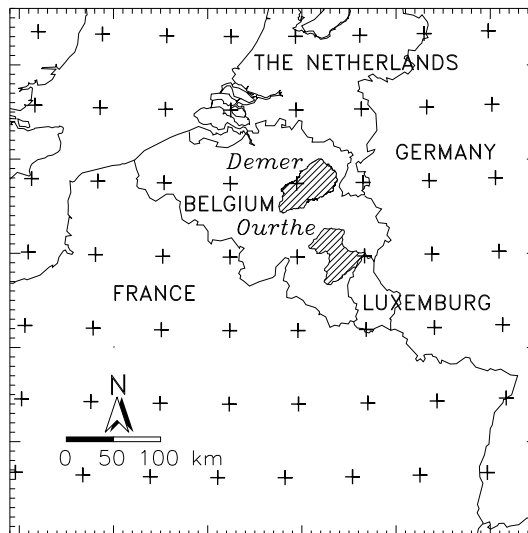 THE NETHERLANDS
GERMANY
Demer
BELGIUM
Ourthe
FRANCE
LUXEMBURG
N
0 50 100 km